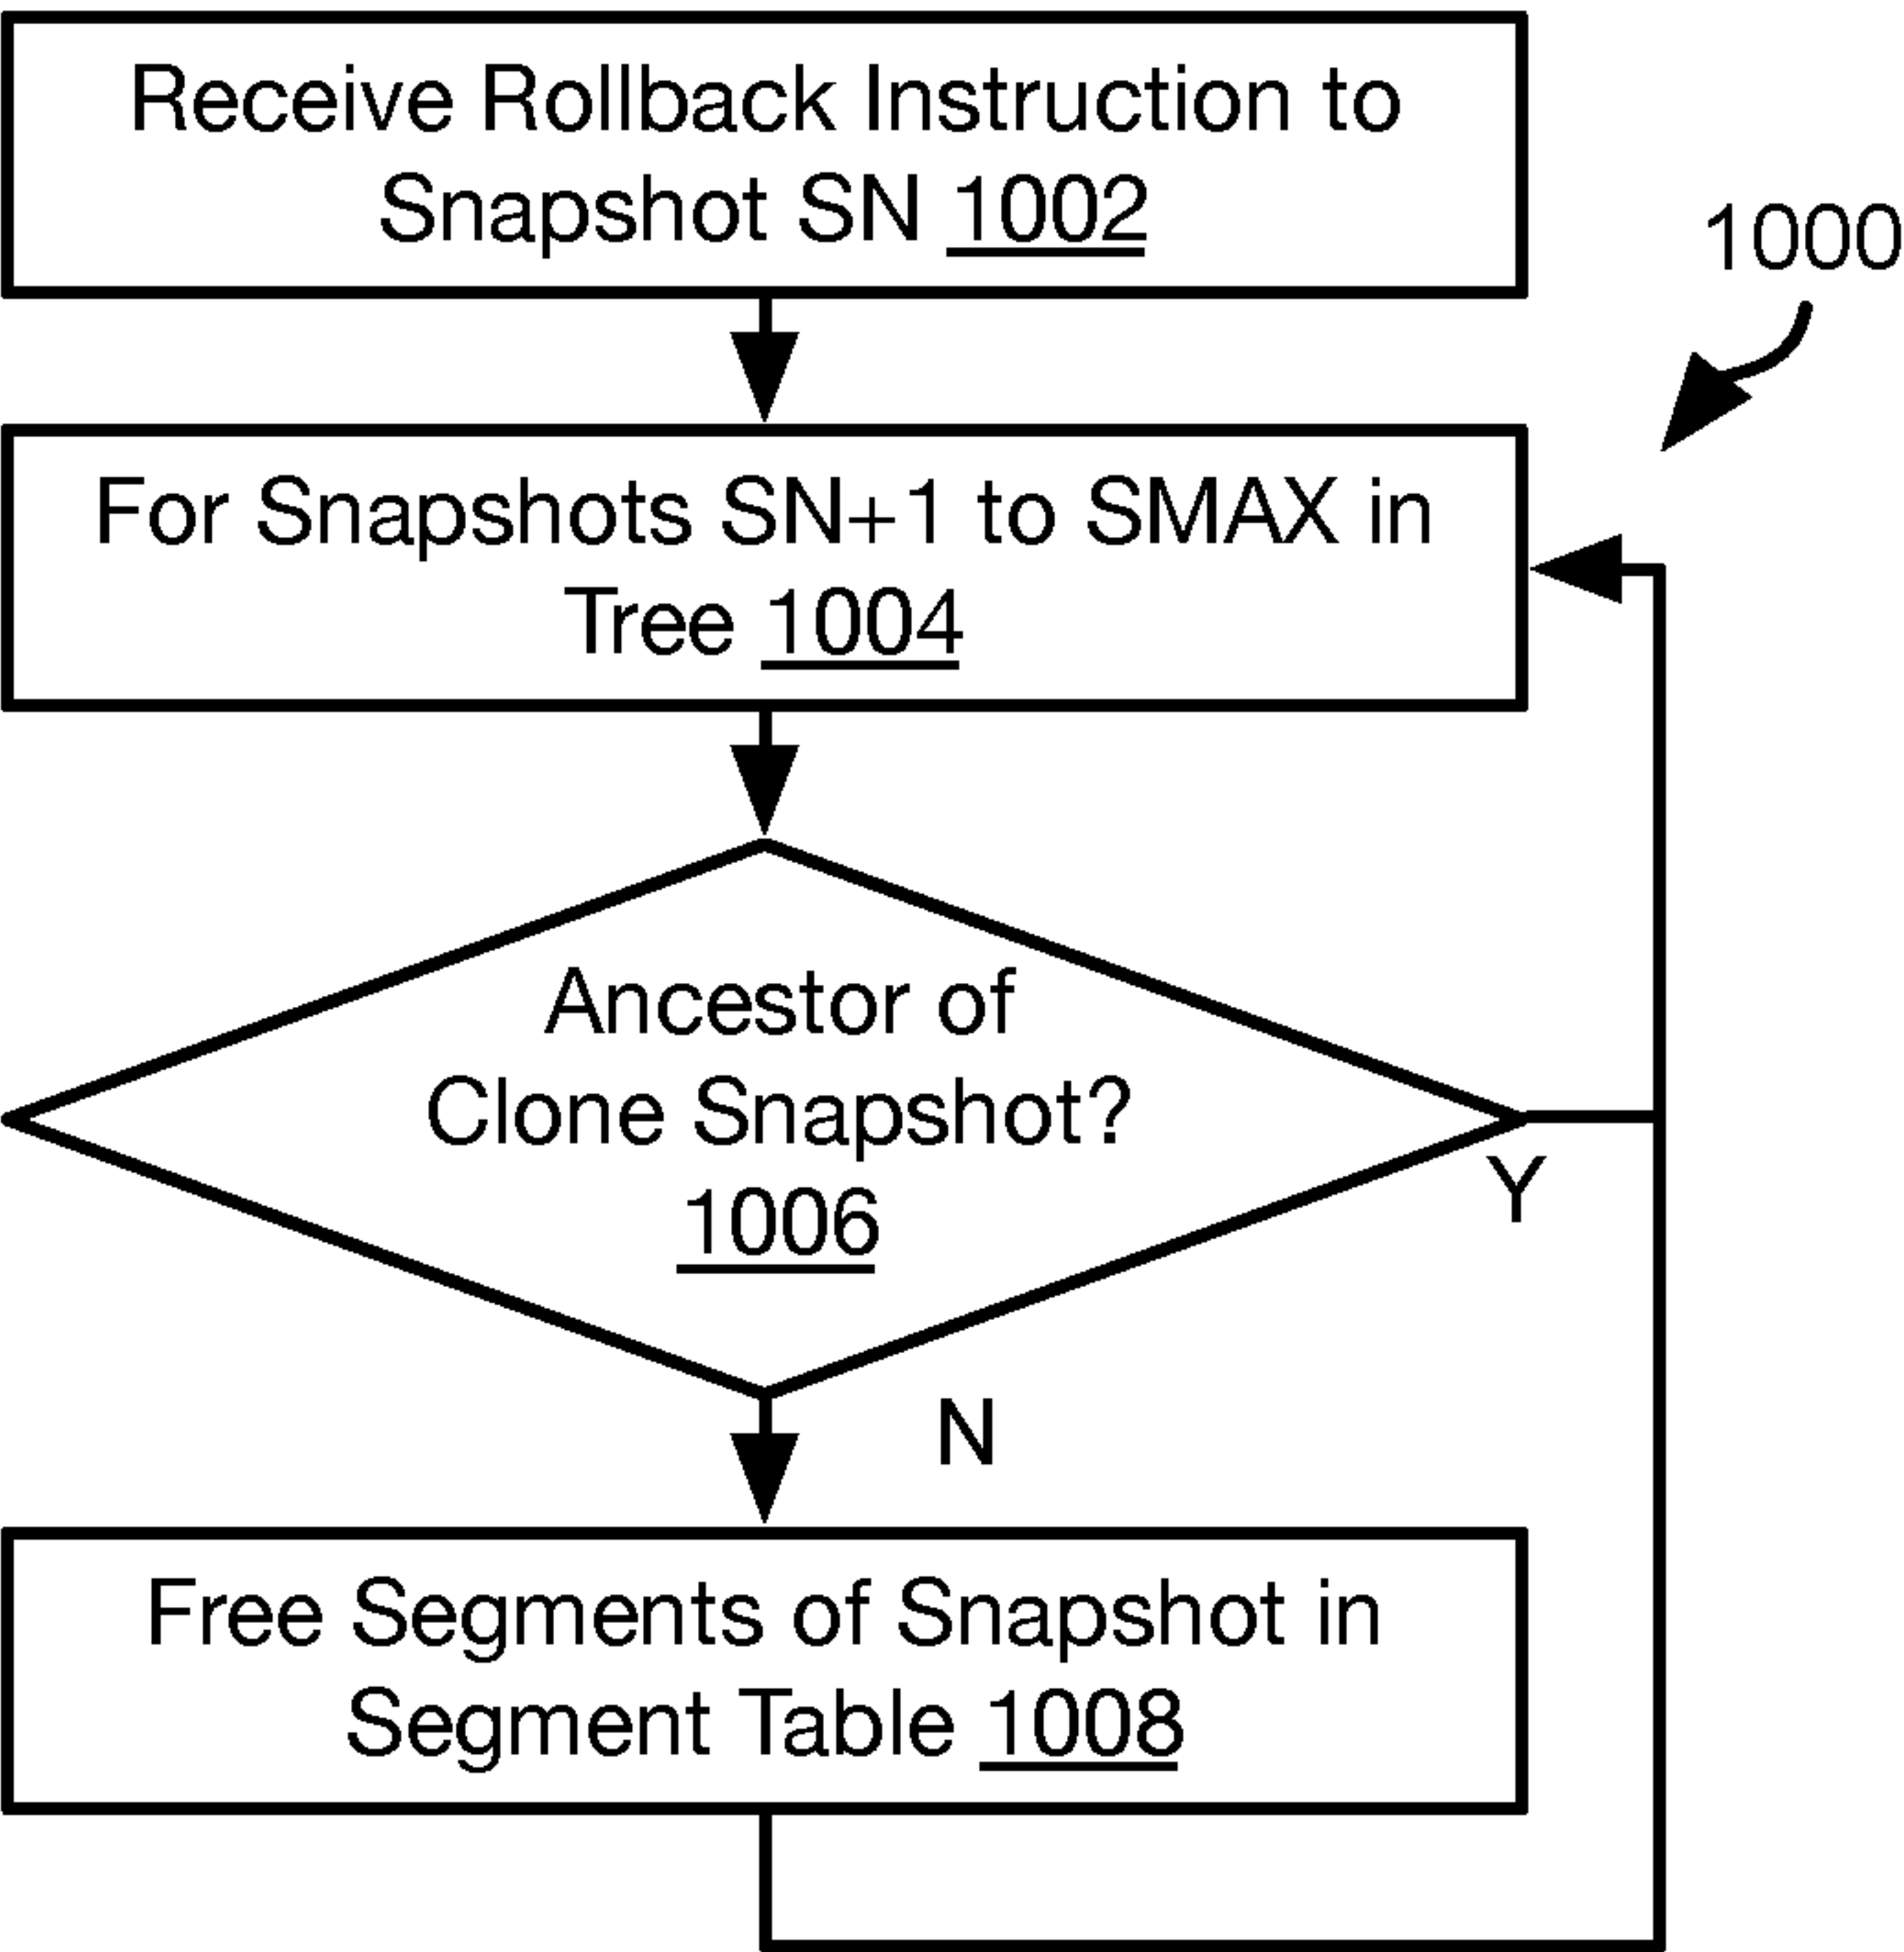 Receive Rollback Instruction to
Snapshot SN 1002
1000
For Snapshots SN+1 to SMAX in
Tree 1004
Ancestor of
Clone Snapshot?
1006
Y
N
Free Segments of Snapshot in
Segment Table 1008